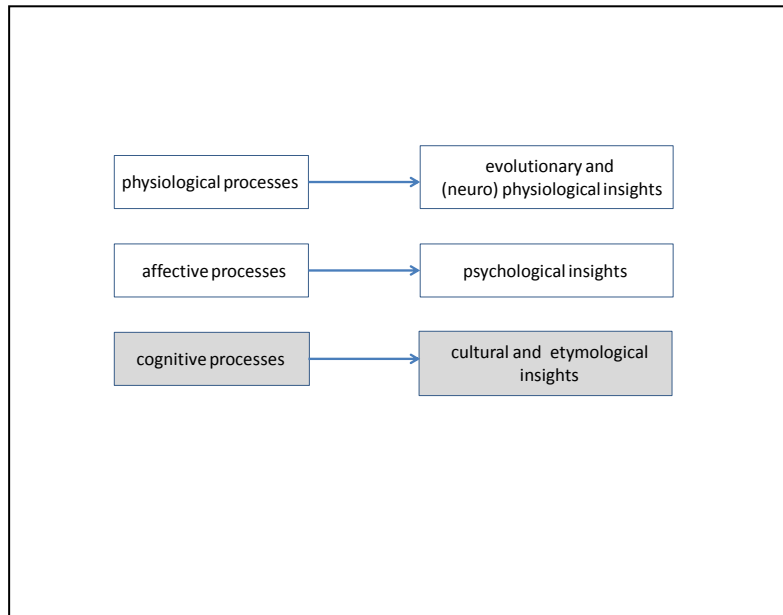 physiological processes
evolutionary and
(neuro) physiological insights
affective processes
psychological insights
cognitive processes
cultural and etymological
insights